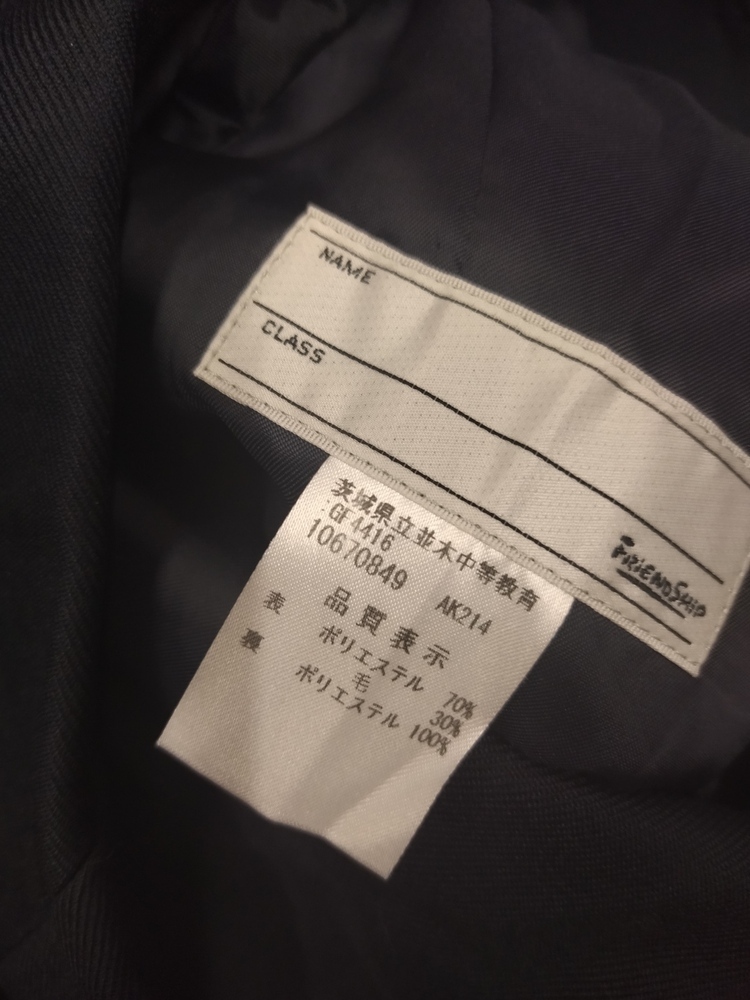 NAME
CLASS
FRIENDSHIP
茨城県立並木中等教育
:GF4416
10670849 AK214
品質表示
表 ポリエステル 70%
毛 30%
裏 ポリエステル 100%